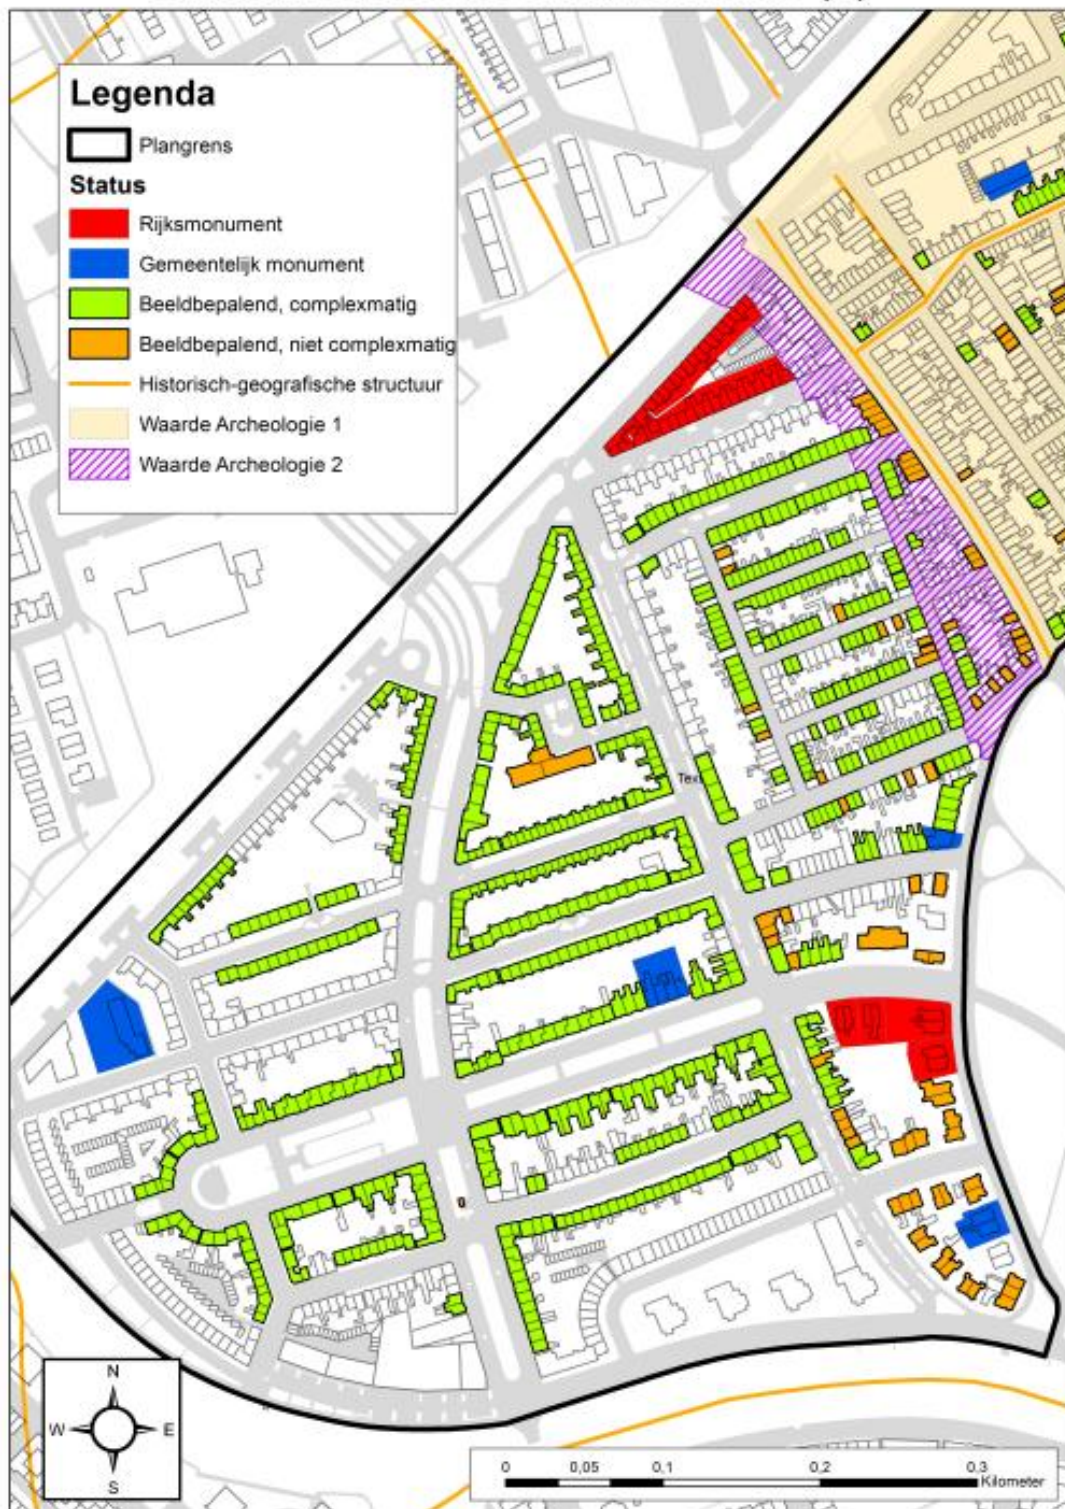 Legenda
Plangrens
Status
Rijksmonument
Gemeentelijk monument
Beeldbepalend, complexmatig
Beeldbepalend, niet complexmatig
Historisch-geografische structuur
Waarde Archeologie 1
Waarde Archeologie 2
Tex
N
W E
S
0 0,05 0,1 0,2 0,3
Kilometer